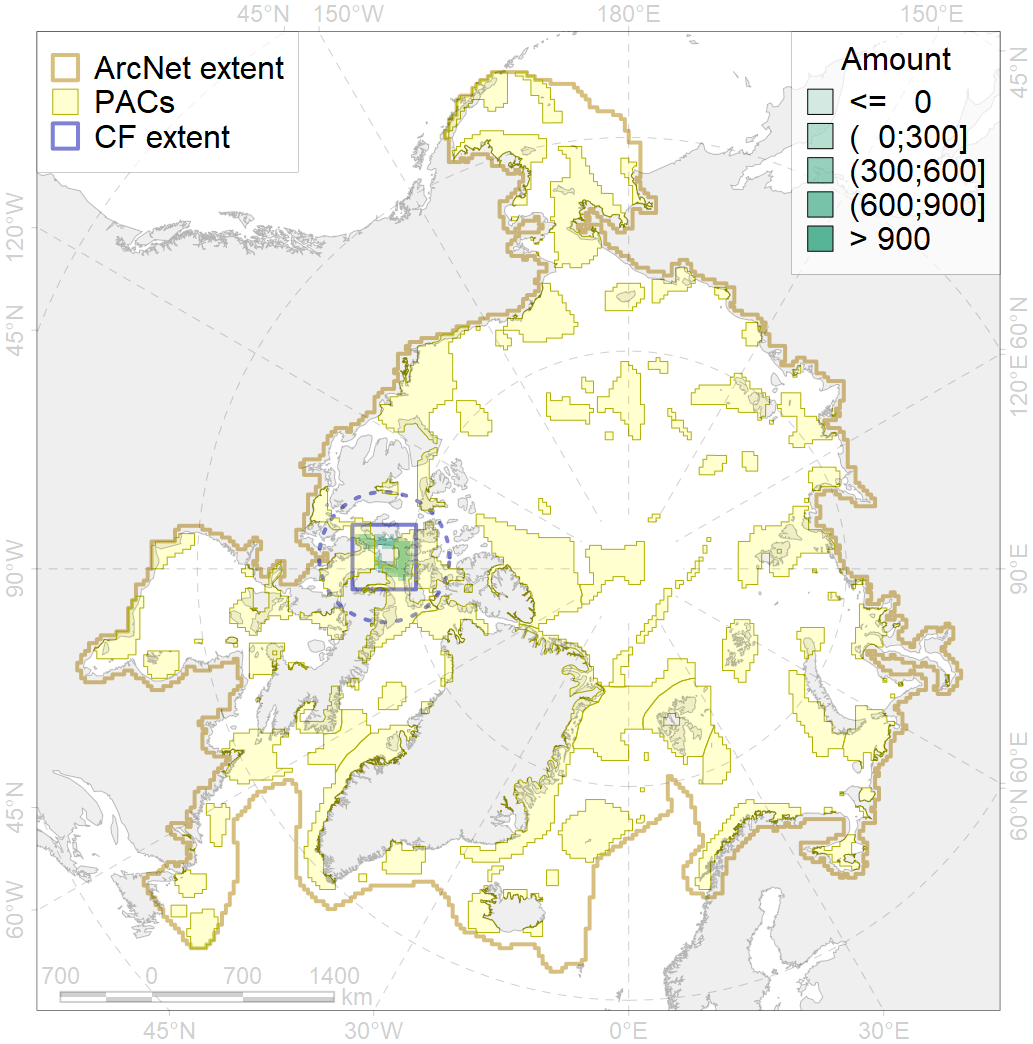 45°N 150°W 180°E 150°E
ArcNet extent
PACs
CF extent
Amount
<= 0
( 0;300]
(300;600]
(600;900]
> 900
45°N
120°W
45°N
60°N
120°E
90°W
90°E
60°E
45°N
60°N
60°W
700 0 700 1400
km
45°N 30°W 0°E 30°E